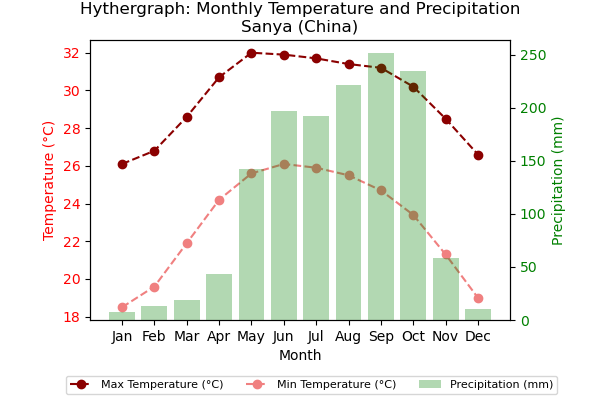 Hythergraph: Monthly Temperature and Precipitation
Sanya (China)
32
30
28
26
24
22
20
18
Temperature (°C)
250
200
150
100
50
0
Precipitation (mm)
Jan Feb Mar Apr May Jun Jul Aug Sep Oct Nov Dec
Month
Max Temperature (°C) Min Temperature (°C) Precipitation (mm)